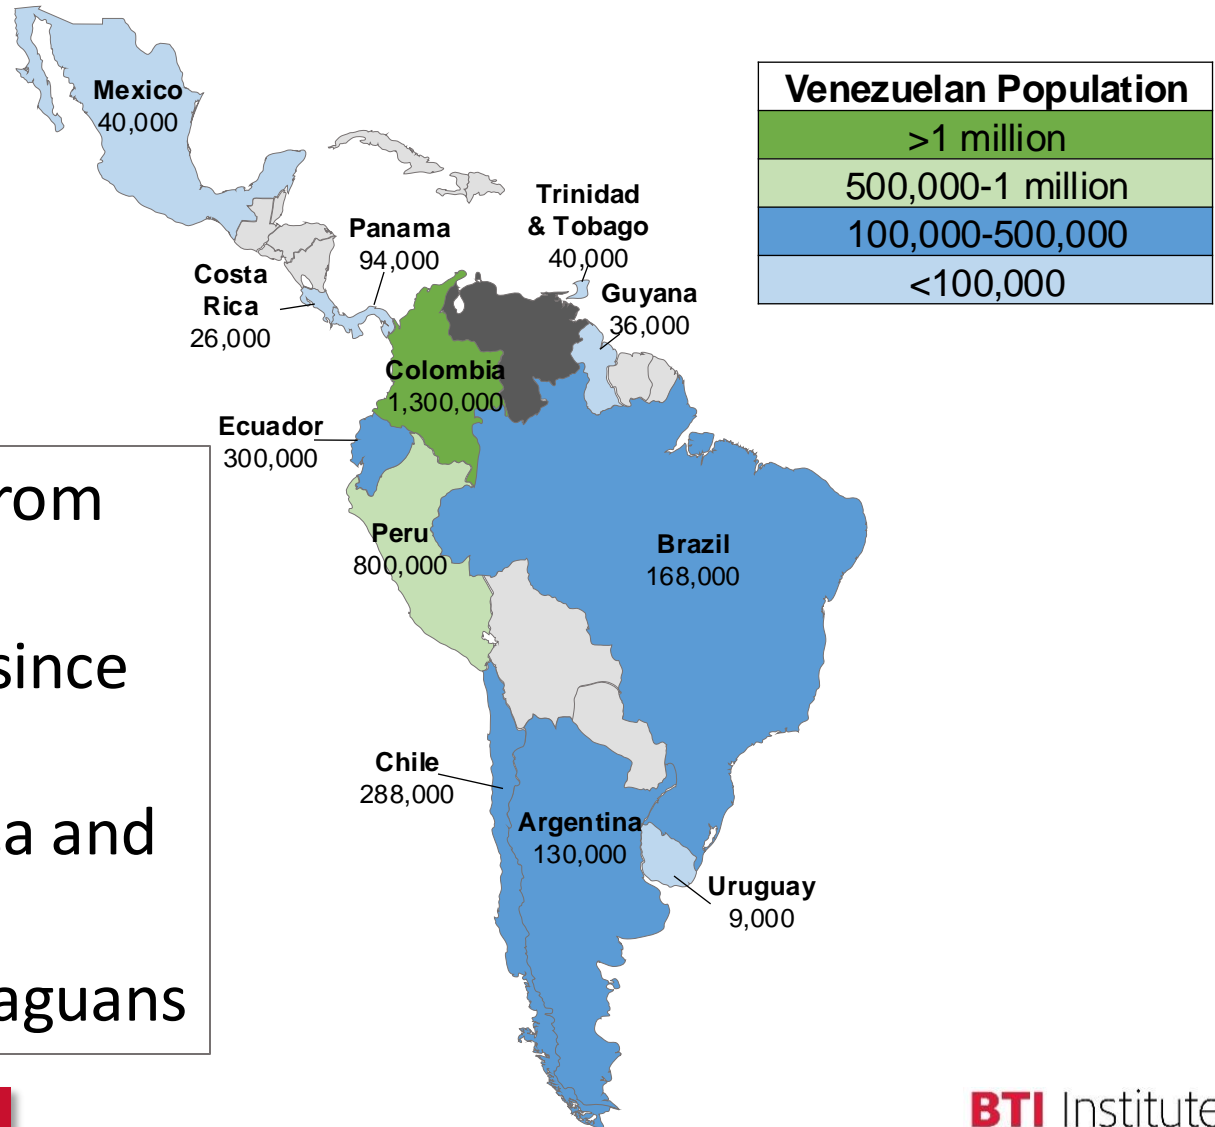 Mexico
40,000
Venezuelan Population
>1 million
500,000-1 million
100,000-500,000
<100,000
Trinidad
& Tobago
40,000
Panama
94,000
Costa
Rica
26,000
Guyana
36,000
Colombia
1,300,000
Ecuador
300,000
Peru
800,000
Brazil
168,000
Chile
288,000
Argentina
130,000
Uruguay
9,000
rom
since
a and
aguans
BTI Institute